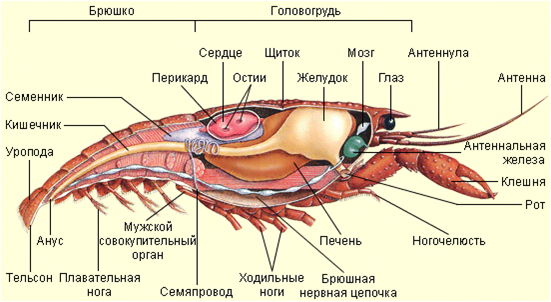 Брюшко Головогрудь
Сердце Щиток Мозг Антеннула
Перикард Остии Желудок Глаз Антенна
Семенник
Кишечник
Уропода
Антеннальная
железа
Клешня
Рот
Анус
Мужской
совокупительный
орган
Печень
Ногочелюсть
Тельсон
Плавательная
нога
Семяпровод
Ходильные
ноги
Брюшная
нервная цепочка